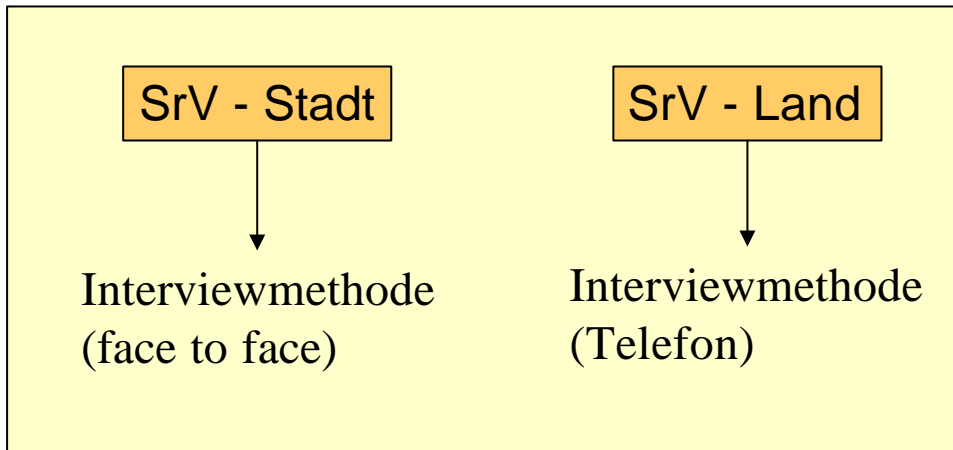 SrV - Stadt
SrV - Land
Interviewmethode
(face to face)
Interviewmethode
(Telefon)